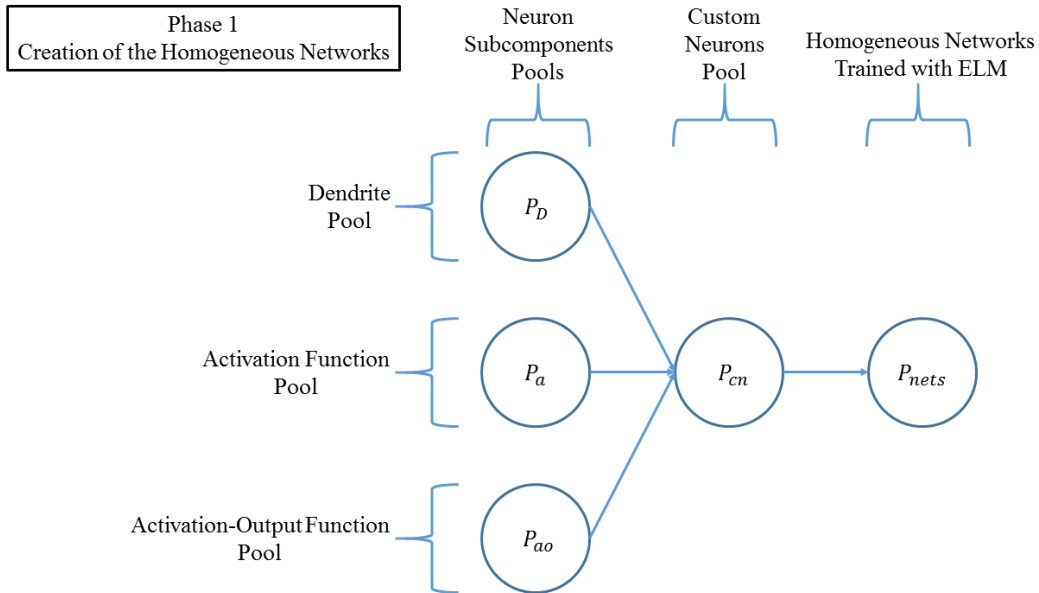 Phase 1
Creation of the Homogeneous Networks
Neuron
Subcomponents
Pools
Custom
Neurons
Pool
Homogeneous Networks
Trained with ELM
Dendrite
Pool
P_D
Activation Function
Pool
P_a
P_cn
P_nets
Activation-Output Function
Pool
P_ao